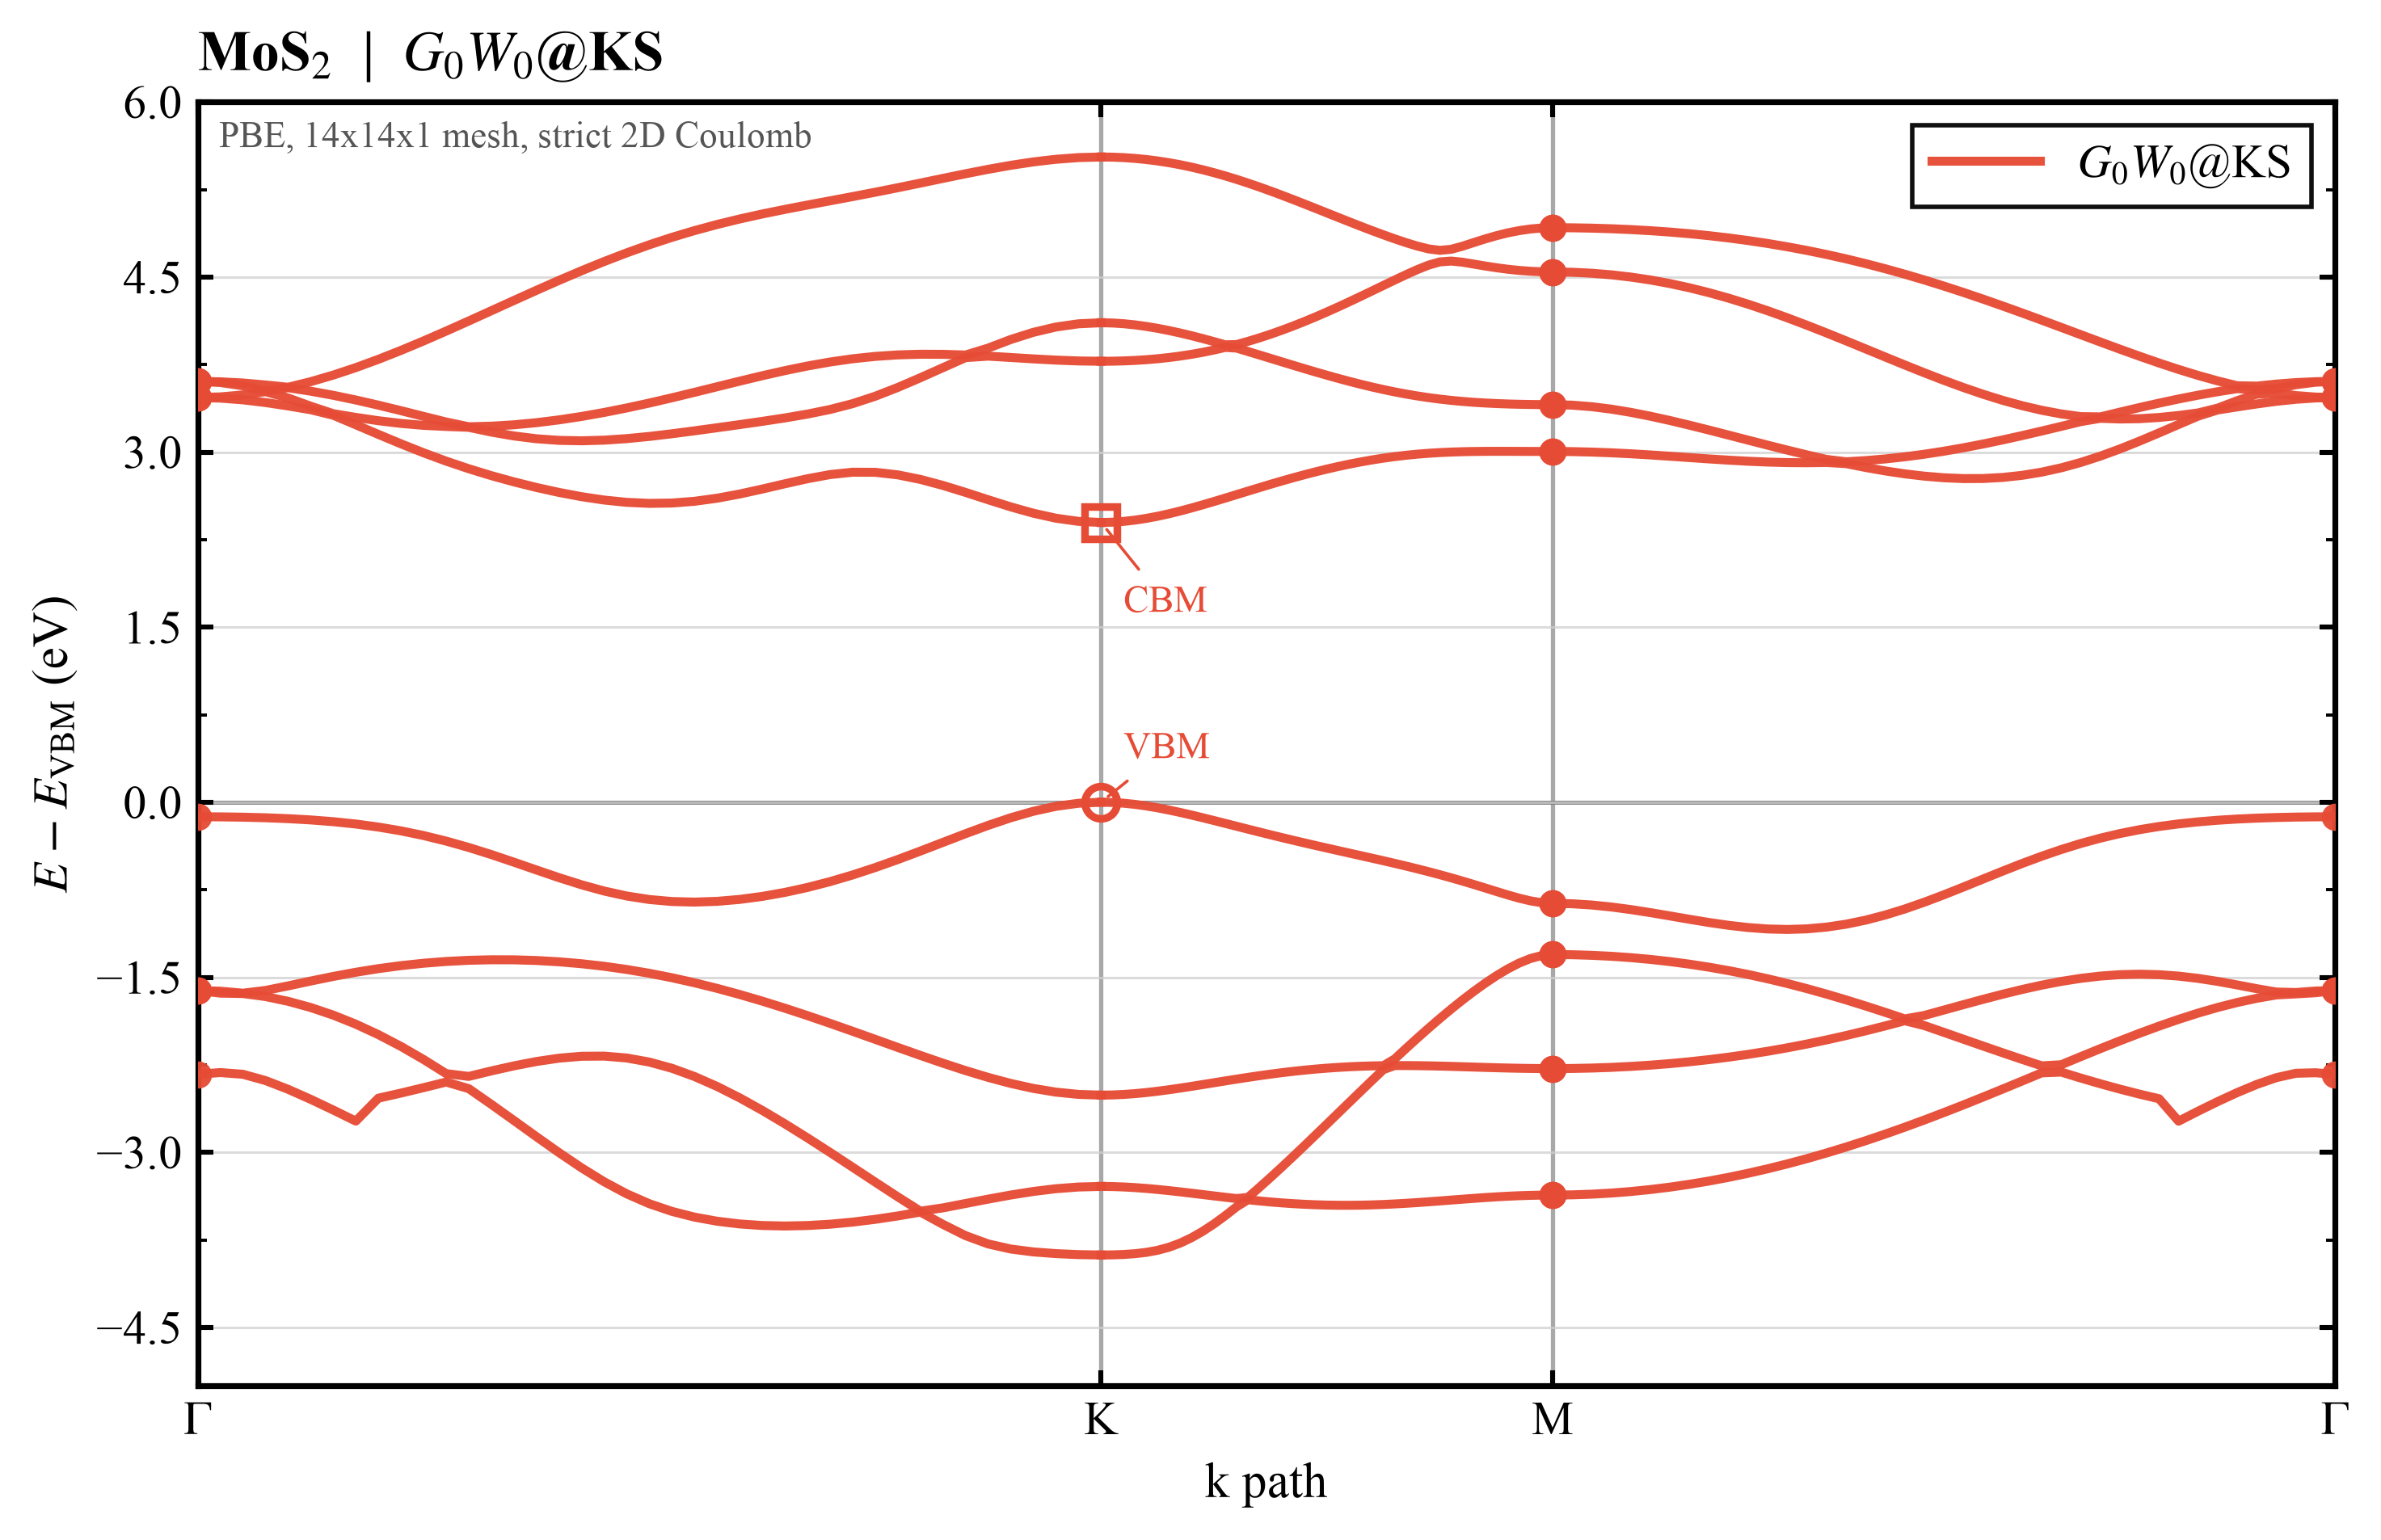 MoS₂ | G₀W₀@KS
PBE, 14x14x1 mesh, strict 2D Coulomb
G₀W₀@KS
6.0
4.5
3.0
1.5
0.0
−1.5
−3.0
−4.5
E − E_VBM (eV)
CBM
VBM
Γ
K
M
Γ
k path